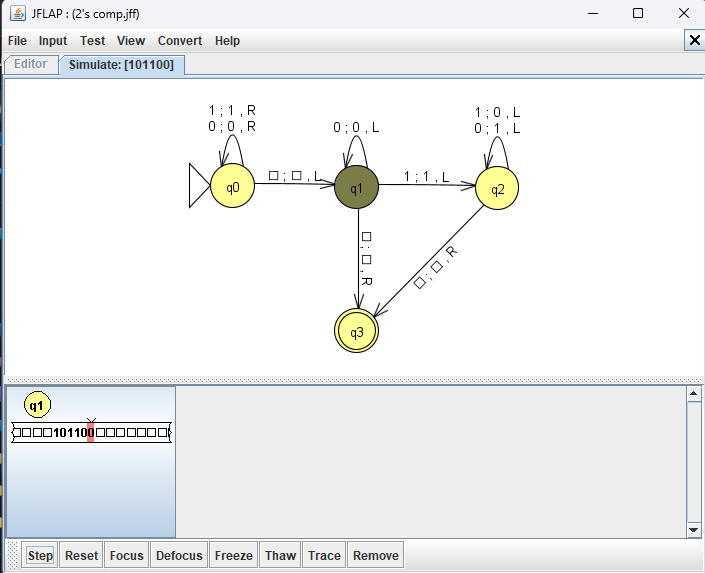 JFLAP : (2's comp.jff)
File Input Test View Convert Help
Editor Simulate: [101100]
1 ; 1 , R
0 ; 0 , R
0 ; 0 , L
1 ; 0 , L
0 ; 1 , L
q0
□ ; □ , L
q1
1 ; 1 , L
q2
□ ; □ , R
□ ; □ , R
q3
q1
□□□□101100□□□□□□□
Step Reset Focus Defocus Freeze Thaw Trace Remove